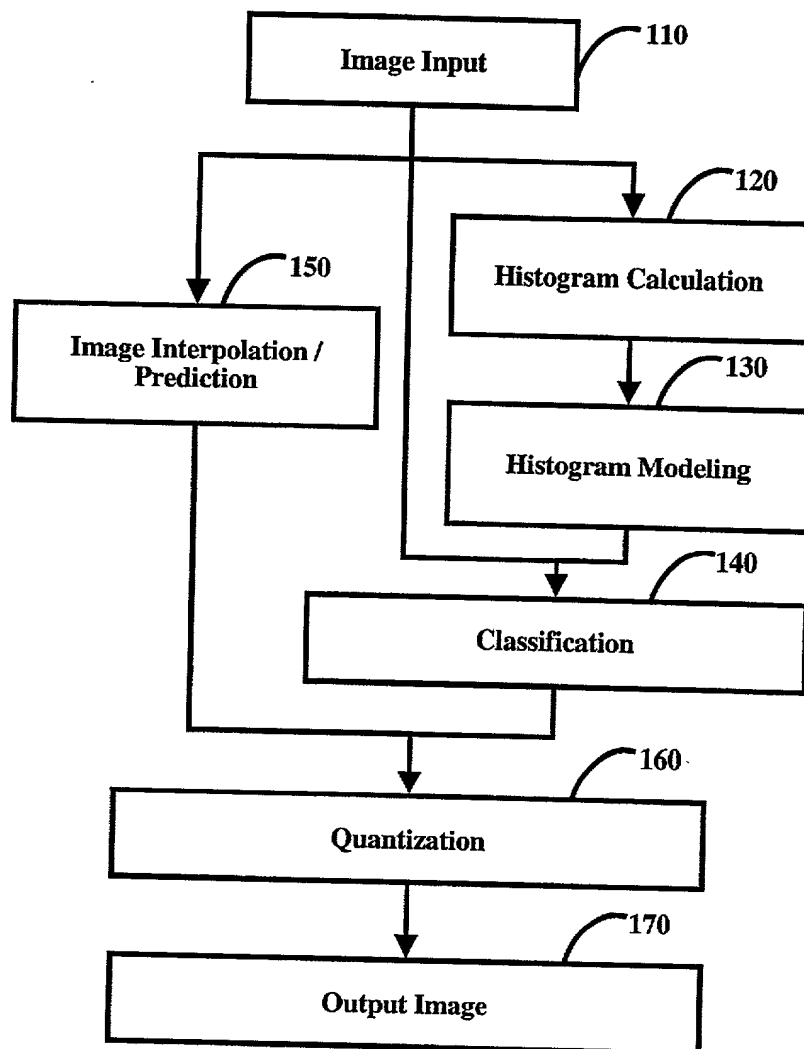 Image Input
110
120
Histogram Calculation
150
Image Interpolation /
Prediction
130
Histogram Modeling
140
Classification
160
Quantization
170
Output Image